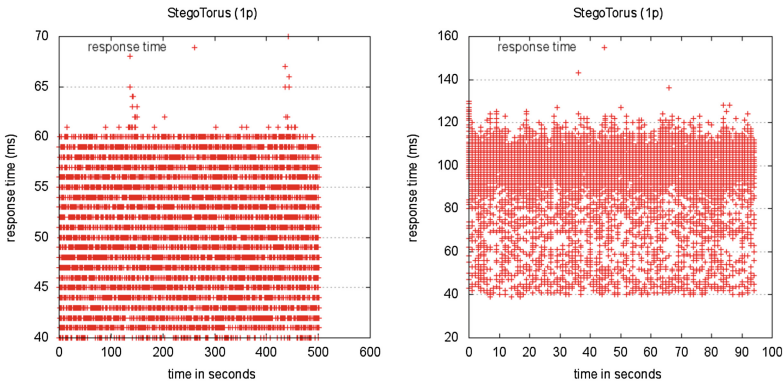 StegoTorus (1p)
70
65
60
55
50
45
40
response time (ms)
response time
0 100 200 300 400 500 600
time in seconds
StegoTorus (1p)
160
140
120
100
80
60
40
20
response time (ms)
response time
0 10 20 30 40 50 60 70 80 90 100
time in seconds